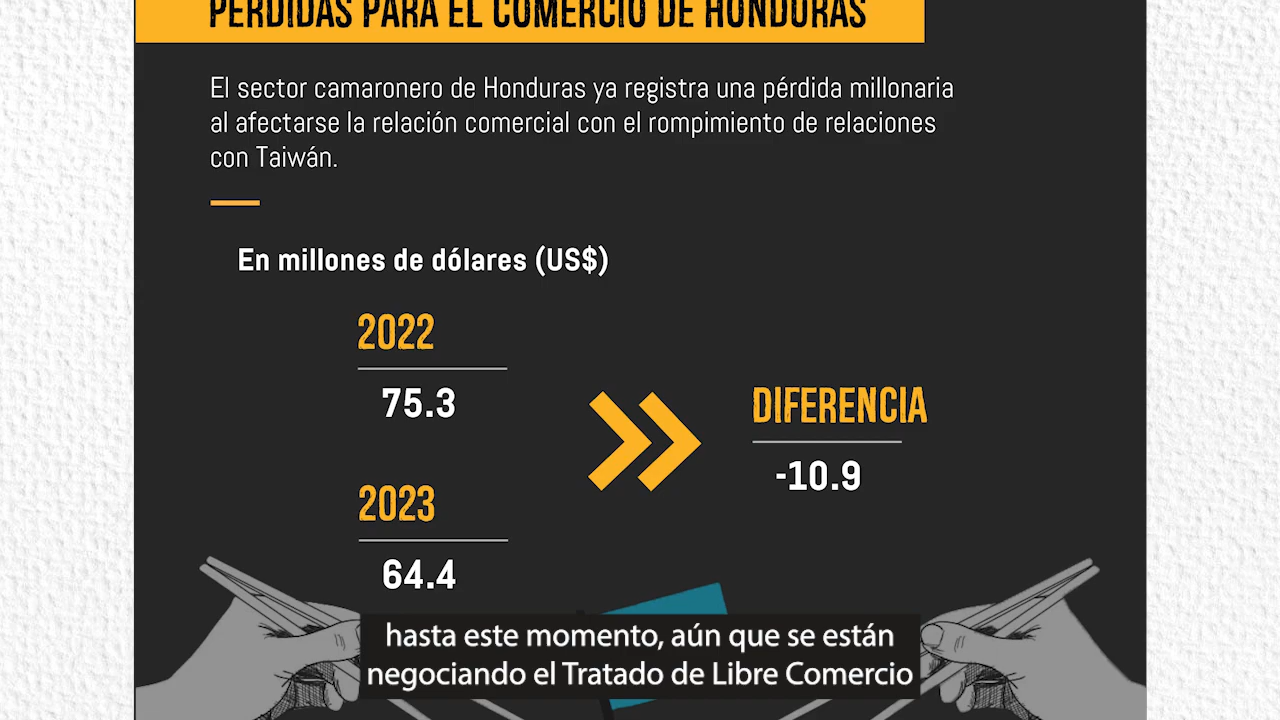 PÉRDIDAS PARA EL COMERCIO DE HONDURAS
El sector camaronero de Honduras ya registra una pérdida millonaria
al afectarse la relación comercial con el rompimiento de relaciones
con Taiwán.
En millones de dólares (US$)
2022
75.3
DIFERENCIA
-10.9
2023
64.4
hasta este momento, aún que se están
negociando el Tratado de Libre Comercio